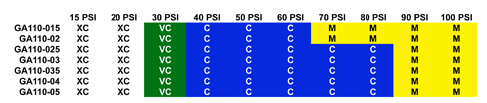 15 PSI 20 PSI 30 PSI 40 PSI 50 PSI 60 PSI 70 PSI 80 PSI 90 PSI 100 PSI
GA110-015 XC XC VC C C C M M M M
GA110-02 XC XC VC C C C M M M M
GA110-025 XC XC VC C C C C C M M
GA110-03 XC XC VC C C C C C M M
GA110-035 XC XC VC C C C C C M M
GA110-04 XC XC VC C C C C C M M
GA110-05 XC XC VC C C C C C M M